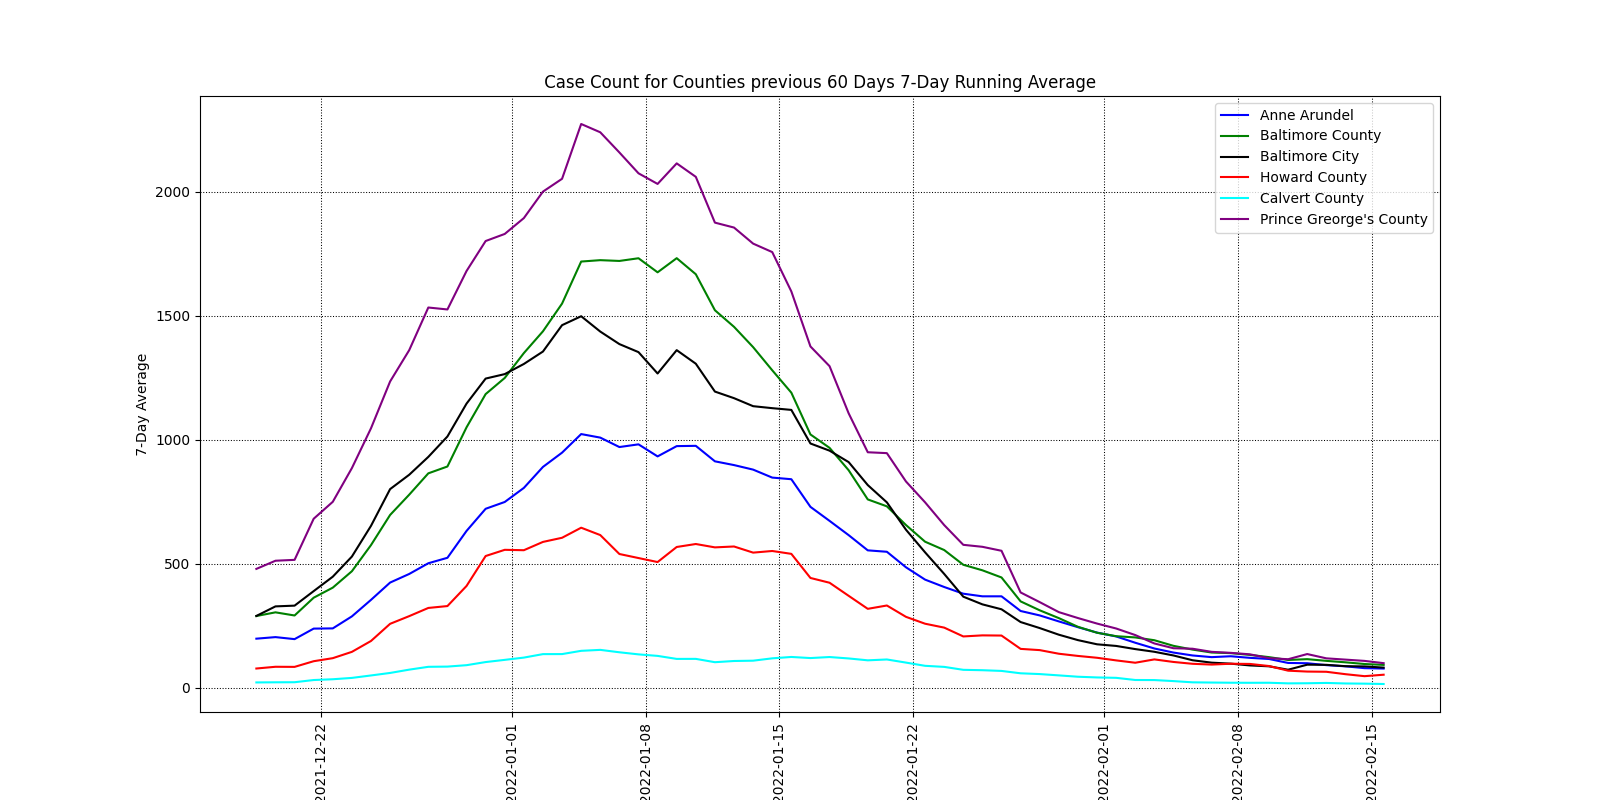 Case Count for Counties previous 60 Days 7-Day Running Average
Anne Arundel
Baltimore County
Baltimore City
Howard County
Calvert County
Prince Greorge's County
7-Day Average
2000
1500
1000
500
0
2021-12-22
2022-01-01
2022-01-08
2022-01-15
2022-01-22
2022-02-01
2022-02-08
2022-02-15